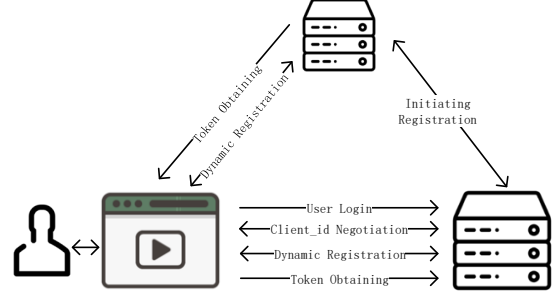 Token Obtaining
Dynamic Registration
Initiating
Registration
User Login
Client_id Negotiation
Dynamic Registration
Token Obtaining